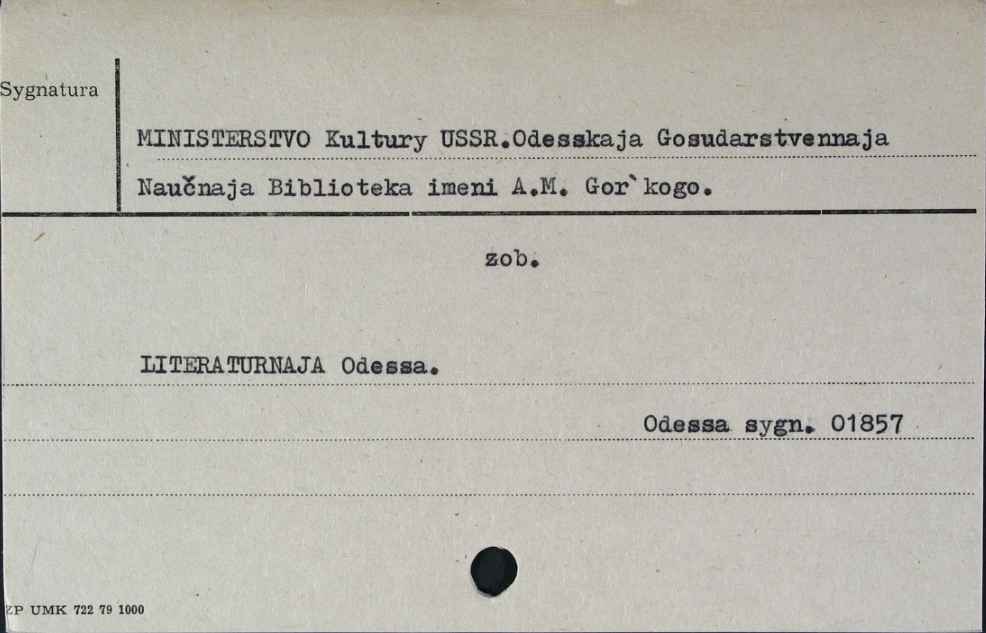 Sygnatura
MINISTERSTVO Kultury USSR.Odesskaja Gosudarstvennaja
Naučnaja Biblioteka imeni A.M. Gor`kogo.
zob.
LITERATURNAJA Odessa.
Odessa sygn. 01857
ZP UMK 722 79 1000